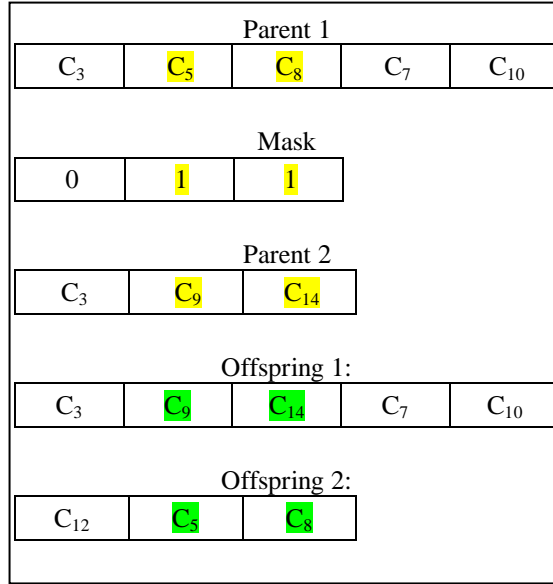 Parent 1
C₃ C₅ C₈ C₇ C₁₀
Mask
0 1 1
Parent 2
C₃ C₉ C₁₄
Offspring 1:
C₃ C₉ C₁₄ C₇ C₁₀
Offspring 2:
C₁₂ C₅ C₈